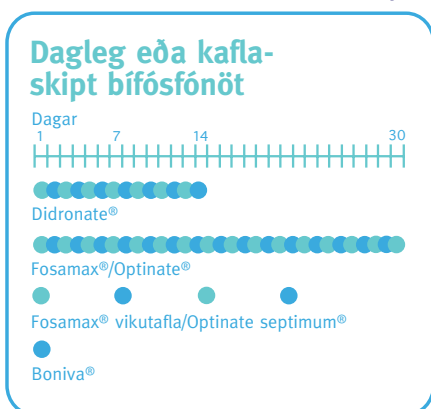 Dagleg eða kafla-
skipt bífósfónöt
Dagar
1 7 14 30
Didronate®
Fosamax®/Optinate®
Fosamax® vikutafla/Optinate septimum®
Boniva®